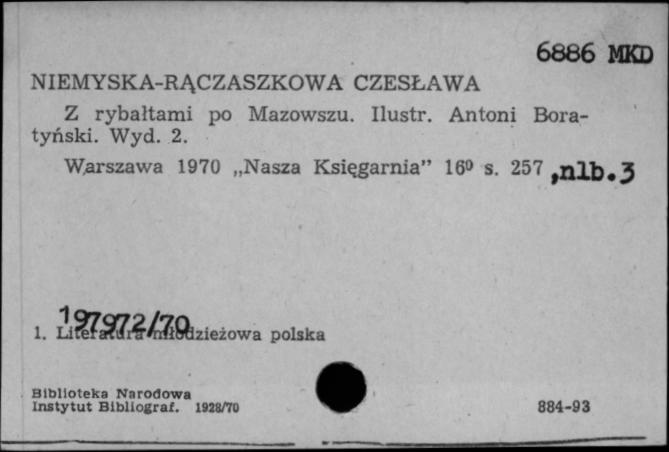 6886 MKD
NIEMYSKA-RĄCZASZKOWA CZESŁAWA
Z rybałtami po Mazowszu. Ilustr. Antoni Bora-
tyński. Wyd. 2.
Warszawa 1970 „Nasza Księgarnia” 16⁰ s. 257 ,nlb.3
197972/70
1. Literatura młodzieżowa polska
Biblioteka Narodowa
Instytut Bibliograf. 1928/70
884-93